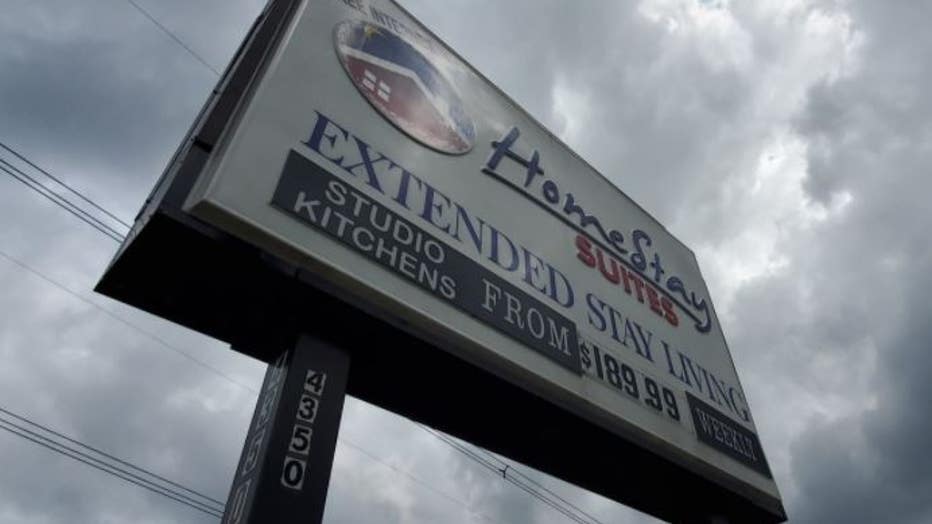 HomeStay
SUITES
EXTENDED STAY LIVING
STUDIO
KITCHENS FROM $189.99 WEEKLY
4350